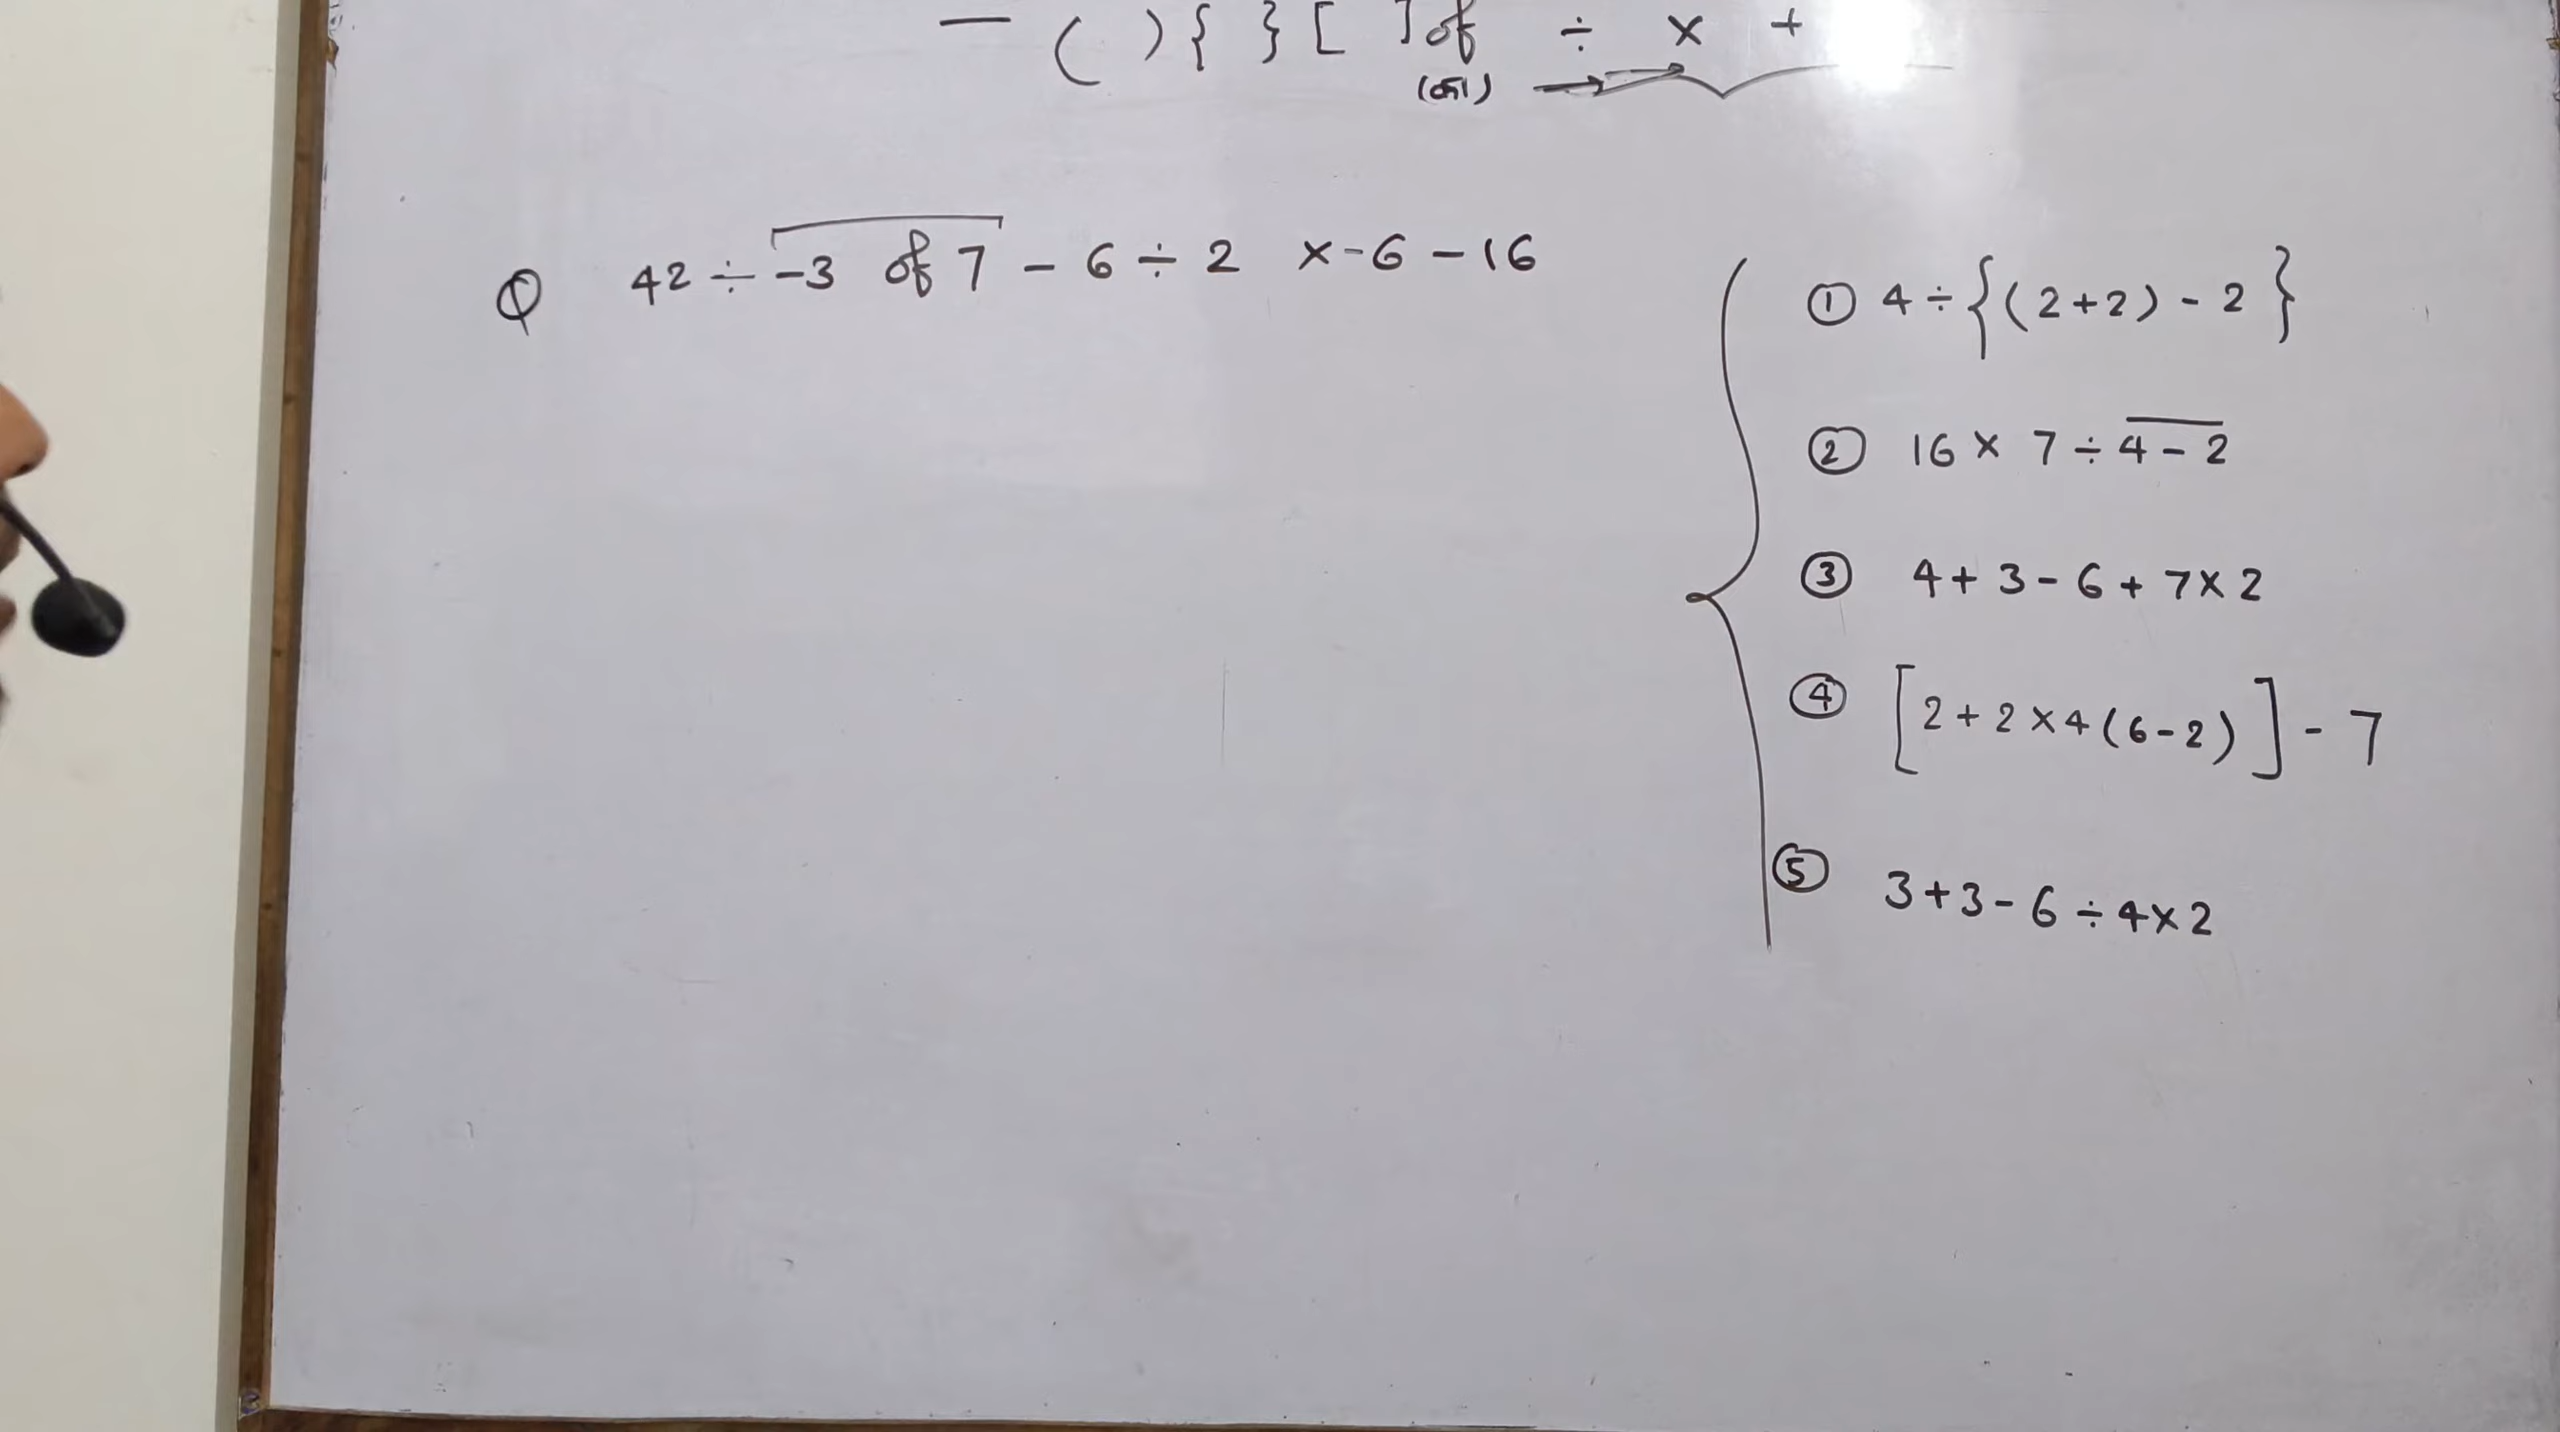 — ( ) { } [ ] of ÷ × +
(का)
Q 42 ÷ -3 of 7 - 6 ÷ 2 × -6 - 16
① 4 ÷ {(2+2) - 2}
② 16 × 7 ÷ 4 - 2
③ 4 + 3 - 6 + 7 × 2
④ [2 + 2 × 4 (6 - 2)] - 7
⑤ 3 + 3 - 6 ÷ 4 × 2